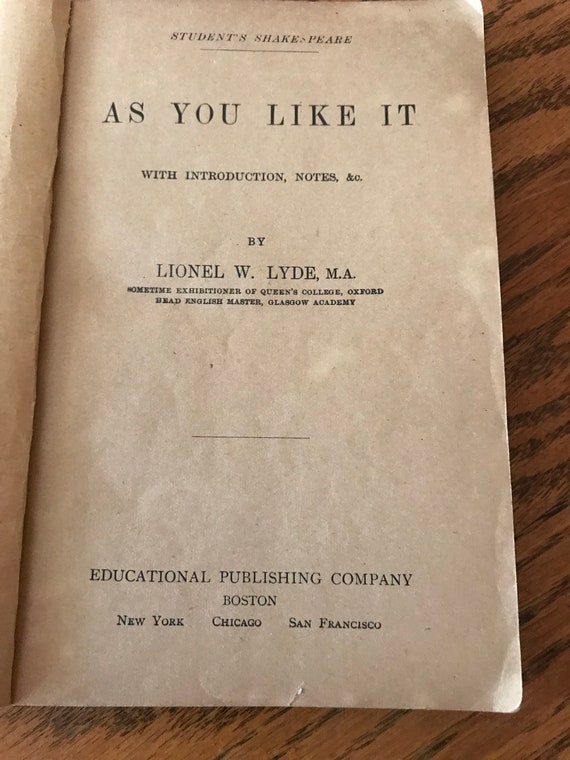 STUDENT'S SHAKESPEARE
AS YOU LIKE IT
WITH INTRODUCTION, NOTES, &c.
BY
LIONEL W. LYDE, M.A.
SOMETIME EXHIBITIONER OF QUEEN'S COLLEGE, OXFORD
HEAD ENGLISH MASTER, GLASGOW ACADEMY
EDUCATIONAL PUBLISHING COMPANY
BOSTON
NEW YORK CHICAGO SAN FRANCISCO